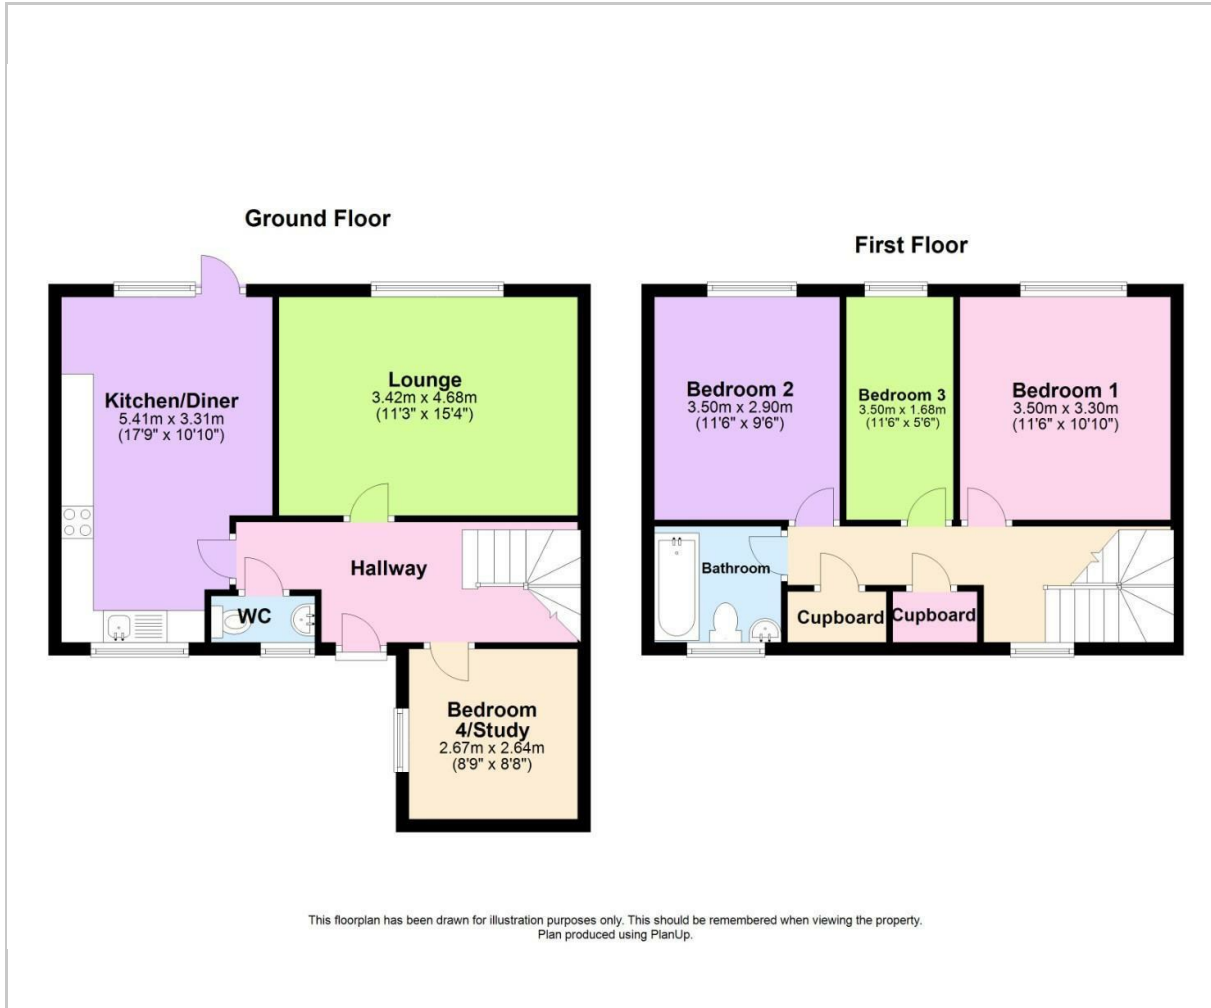 Ground Floor
First Floor
Kitchen/Diner
5.41m x 3.31m
(17'9" x 10'10")
Lounge
3.42m x 4.68m
(11'3" x 15'4")
Hallway
WC
Bedroom
4/Study
2.67m x 2.64m
(8'9" x 8'8")
Bedroom 2
3.50m x 2.90m
(11'6" x 9'6")
Bedroom 3
3.50m x 1.68m
(11'6" x 5'6")
Bedroom 1
3.50m x 3.30m
(11'6" x 10'10")
Bathroom
Cupboard
Cupboard
This floorplan has been drawn for illustration purposes only. This should be remembered when viewing the property.
Plan produced using PlanUp.